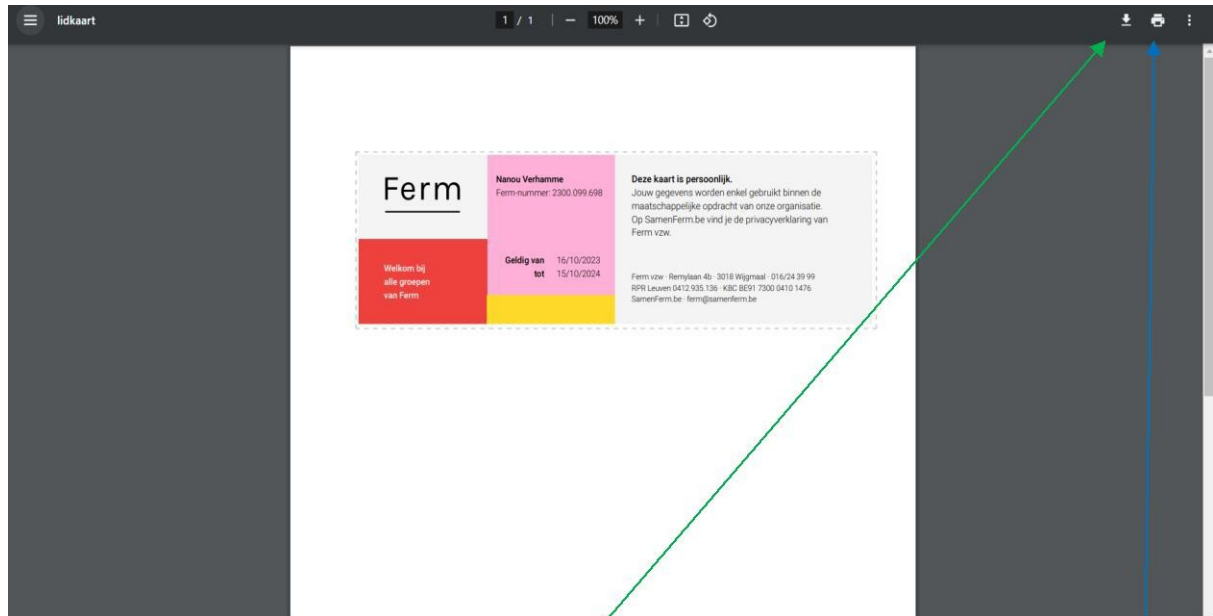 lidkaart
1 / 1
100%
Ferm
Welkom bij
alle groepen
van Ferm
Nanou Verhamme
Ferm-nummer: 2300.099.698
Geldig van 16/10/2023
tot 15/10/2024
Deze kaart is persoonlijk.
Jouw gegevens worden enkel gebruikt binnen de
maatschappelijke opdracht van onze organisatie.
Op SamenFerm.be vind je de privacyverklaring van
Ferm vzw.
Ferm vzw · Remylaan 4b · 3018 Wijgmaal · 016/24 39 99
RPR Leuven 0412.935.136 · KBC BE91 7300 0410 1476
SamenFerm.be · ferm@samenferm.be